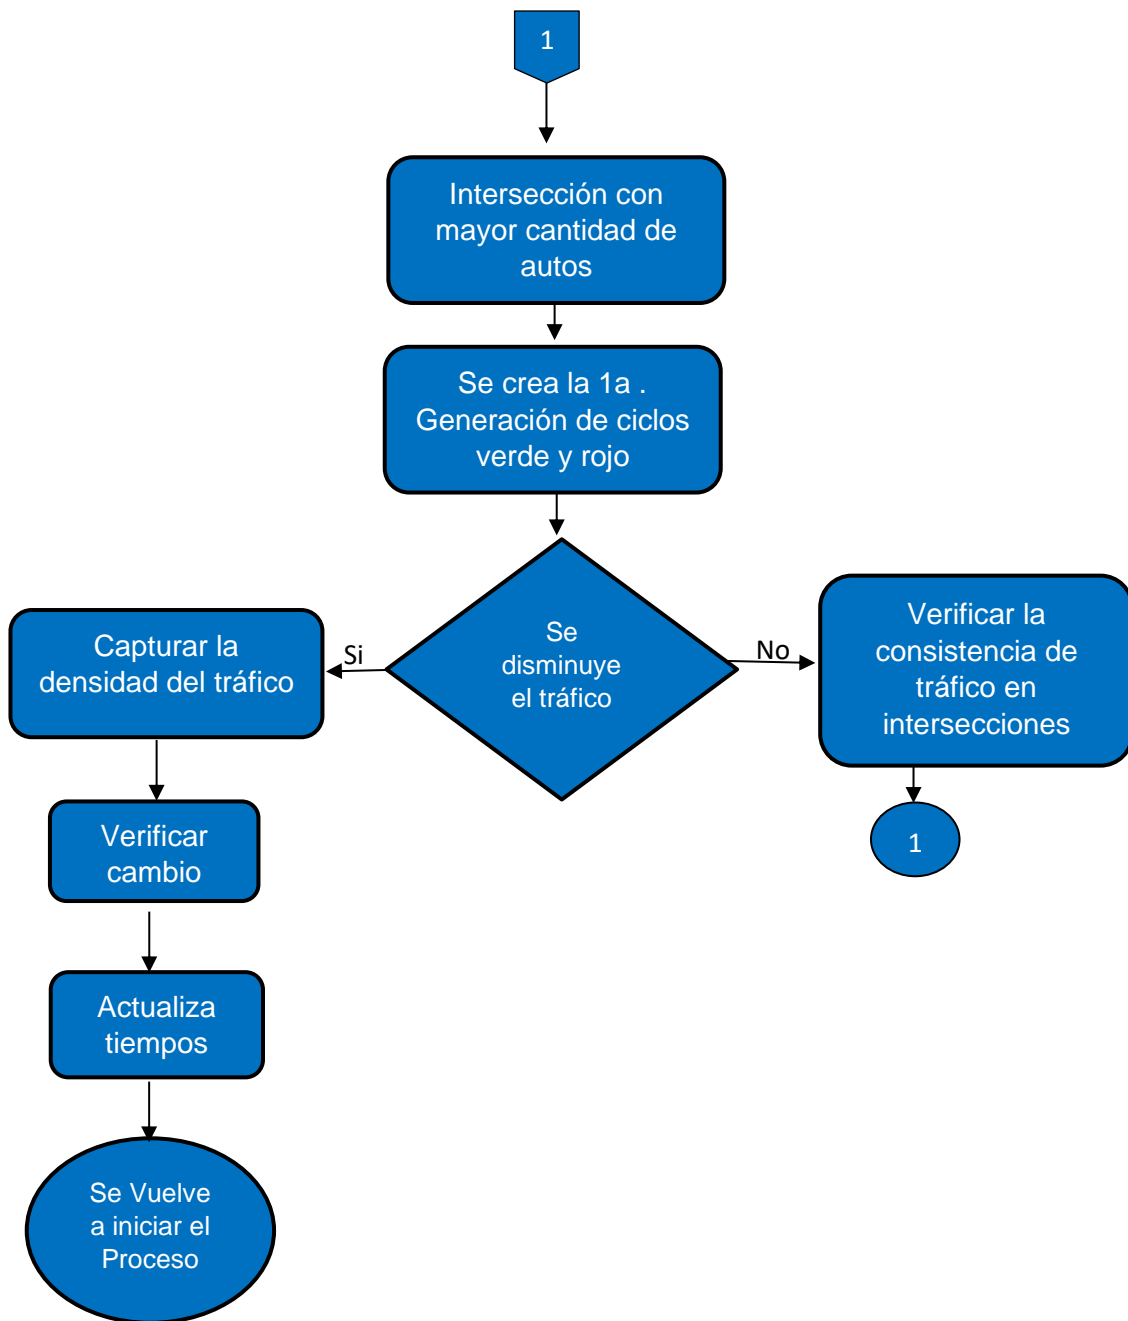 1
Intersección con
mayor cantidad de
autos
Se crea la 1a .
Generación de ciclos
verde y rojo
Se
disminuye
el tráfico
Si
No
Capturar la
densidad del tráfico
Verificar la
consistencia de
tráfico en
intersecciones
1
Verificar
cambio
Actualiza
tiempos
Se Vuelve
a iniciar el
Proceso